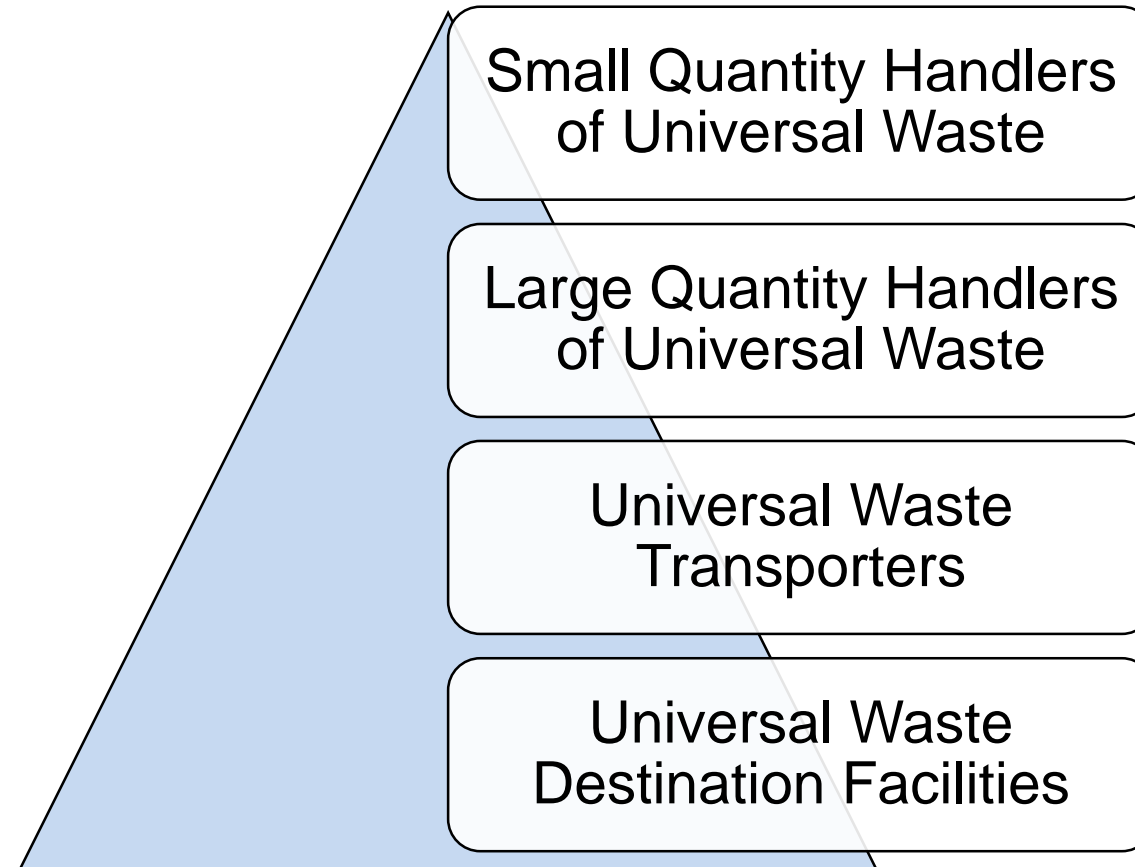 Small Quantity Handlers
of Universal Waste
Large Quantity Handlers
of Universal Waste
Universal Waste
Transporters
Universal Waste
Destination Facilities